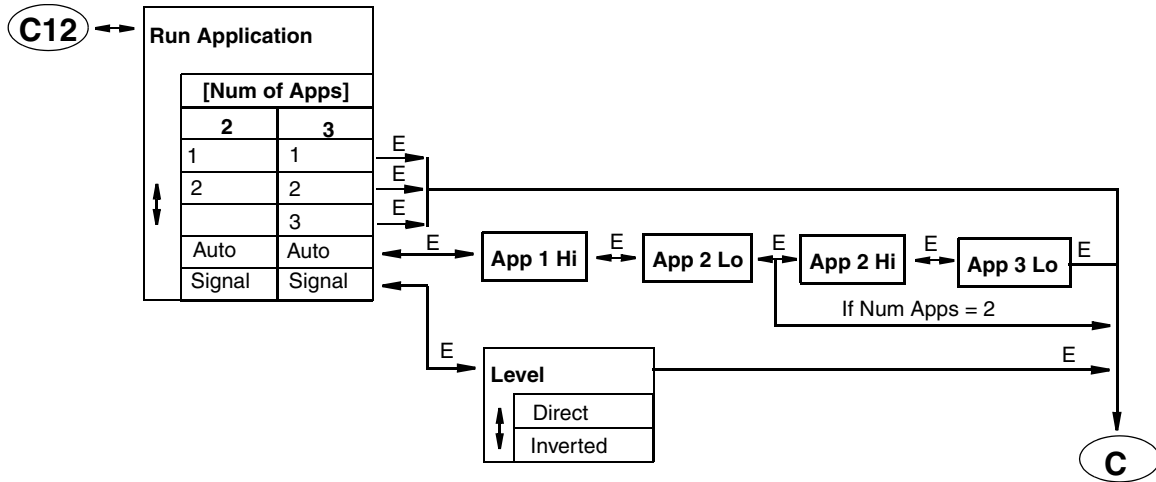 C12
Run Application
[Num of Apps]
2 3
1 1 E
2 2 E
3 E
Auto Auto E App 1 Hi E App 2 Lo E App 2 Hi E App 3 Lo E
Signal Signal
If Num Apps = 2
E Level E
Direct
Inverted
C